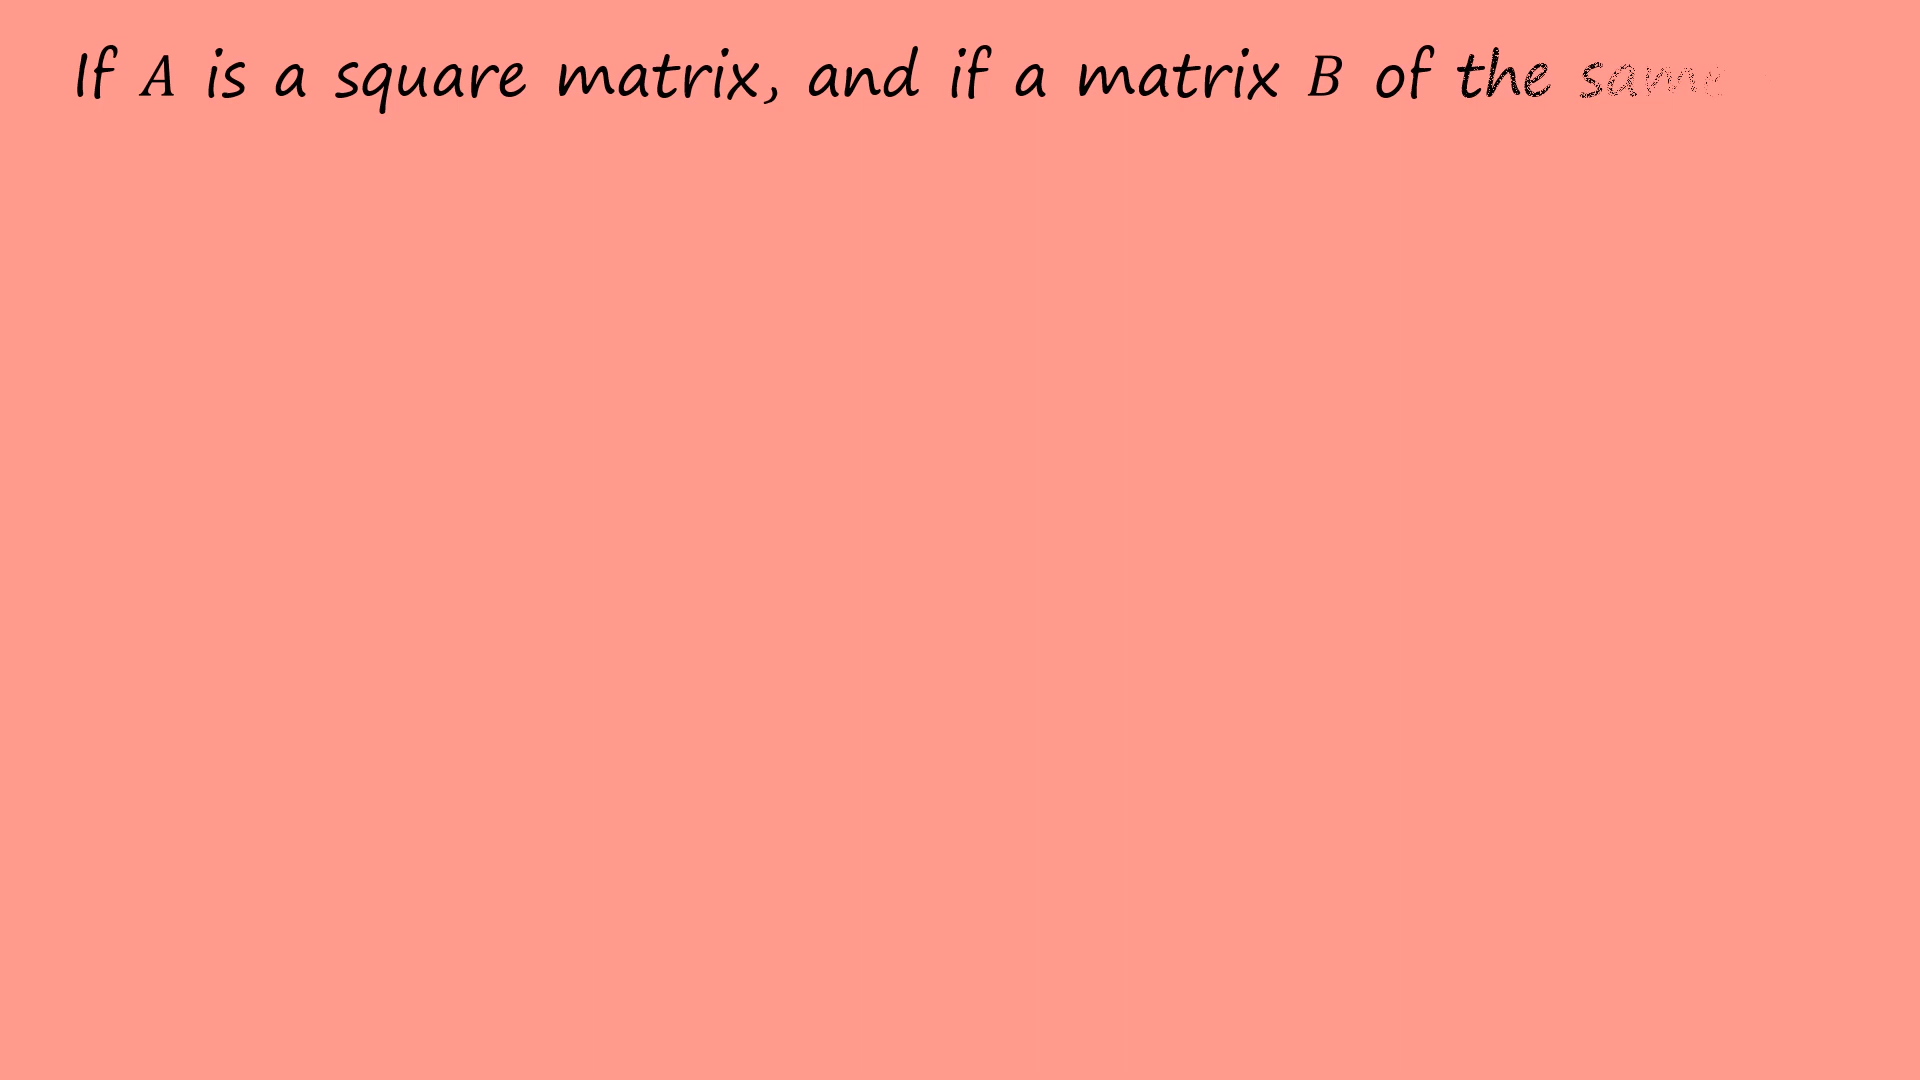 If A is a square matrix, and if a matrix B of the same